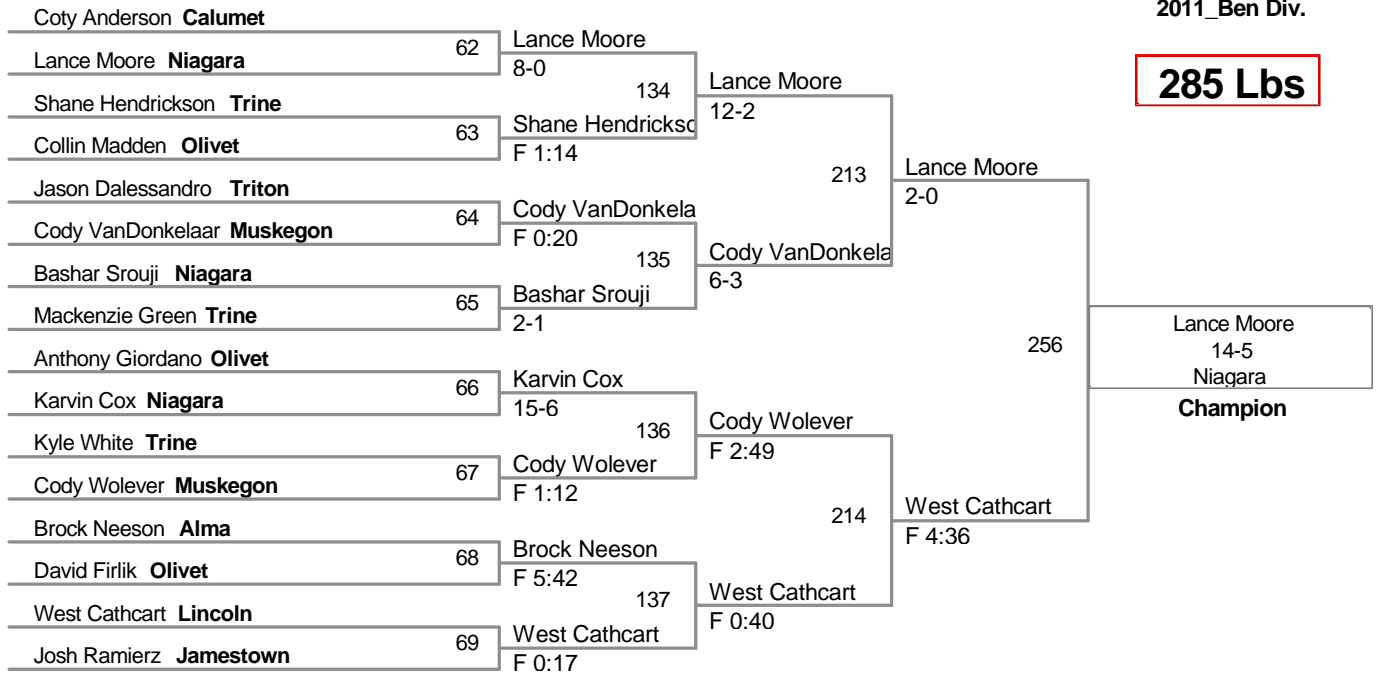 2011_Ben Div.
285 Lbs
Coty Anderson Calumet
Lance Moore Niagara
Shane Hendrickson Trine
Collin Madden Olivet
Jason Dalessandro Triton
Cody VanDonkelaar Muskegon
Bashar Srouji Niagara
Mackenzie Green Trine
Anthony Giordano Olivet
Karvin Cox Niagara
Kyle White Trine
Cody Wolever Muskegon
Brock Neeson Alma
David Firlik Olivet
West Cathcart Lincoln
Josh Ramierz Jamestown
62
63
64
65
66
67
68
69
Lance Moore
8-0
Shane Hendricksc
F 1:14
Cody VanDonkela
F 0:20
Bashar Srouji
2-1
Karvin Cox
15-6
Cody Wolever
F 1:12
Brock Neeson
F 5:42
West Cathcart
F 0:17
134
135
136
137
Lance Moore
12-2
Cody VanDonkela
6-3
Cody Wolever
F 2:49
West Cathcart
F 0:40
213
214
Lance Moore
2-0
West Cathcart
F 4:36
256
Lance Moore
14-5
Niagara
Champion